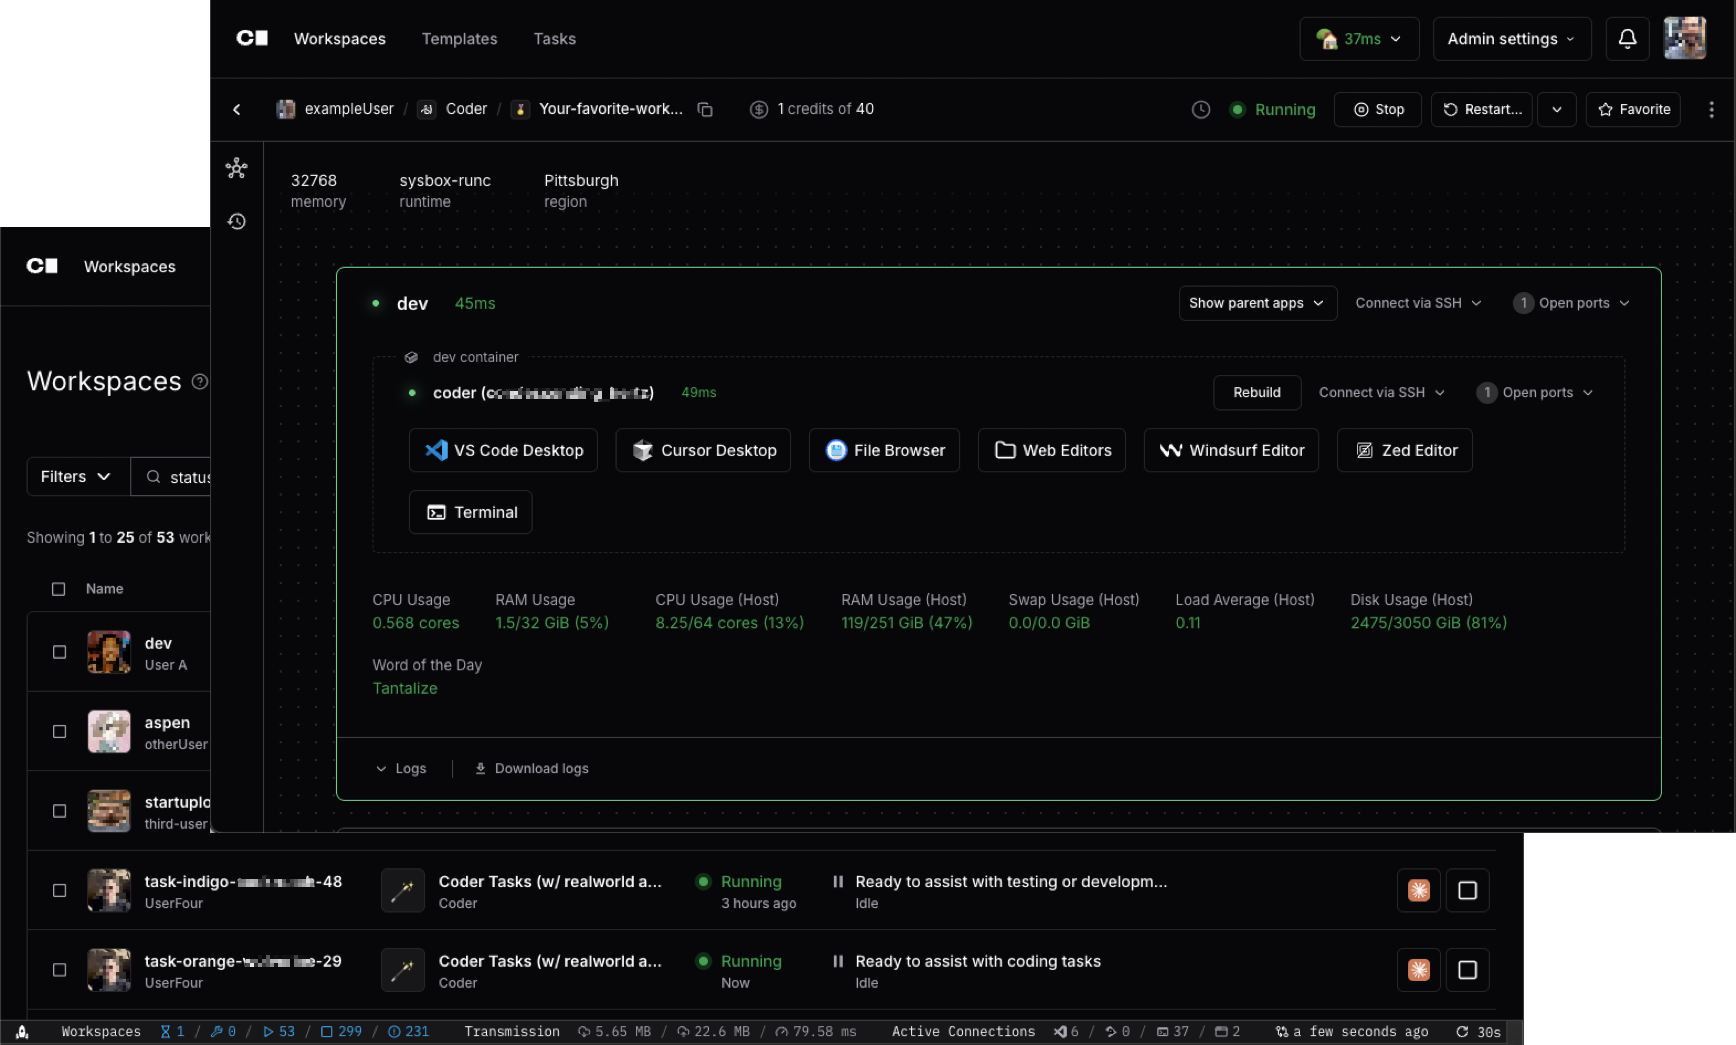 Workspaces Templates Tasks 37ms Admin settings
exampleUser / Coder / Your-favorite-work... 1 credits of 40 Running Stop Restart... Favorite
32768 sysbox-runc Pittsburgh
memory runtime region
dev 45ms Show parent apps Connect via SSH 1 Open ports
dev container
coder ( ) 49ms Rebuild Connect via SSH 1 Open ports
VS Code Desktop Cursor Desktop File Browser Web Editors Windsurf Editor Zed Editor
Terminal
CPU Usage RAM Usage CPU Usage (Host) RAM Usage (Host) Swap Usage (Host) Load Average (Host) Disk Usage (Host)
0.568 cores 1.5/32 GiB (5%) 8.25/64 cores (13%) 119/251 GiB (47%) 0.0/0.0 GiB 0.11 2475/3050 GiB (81%)
Word of the Day
Tantalize
Logs Download logs
Workspaces
Workspaces
Filters status
Showing 1 to 25 of 53 work
Name
dev
User A
aspen
otherUser
startuplo
third-user
task-indigo- -48 Coder Tasks (w/ realworld a... Running Ready to assist with testing or developm...
UserFour Coder 3 hours ago Idle
task-orange- -29 Coder Tasks (w/ realworld a... Running Ready to assist with coding tasks
UserFour Coder Now Idle
Workspaces 1 / 0 / 53 / 299 / 231 Transmission 5.65 MB / 22.6 MB / 79.58 ms Active Connections 6 / 0 / 37 / 2 a few seconds ago 30s